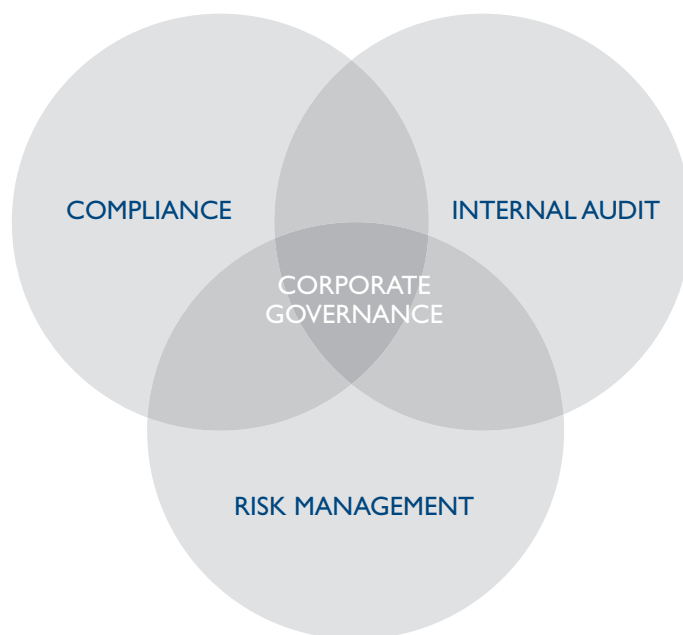 COMPLIANCE
INTERNAL AUDIT
CORPORATE
GOVERNANCE
RISK MANAGEMENT